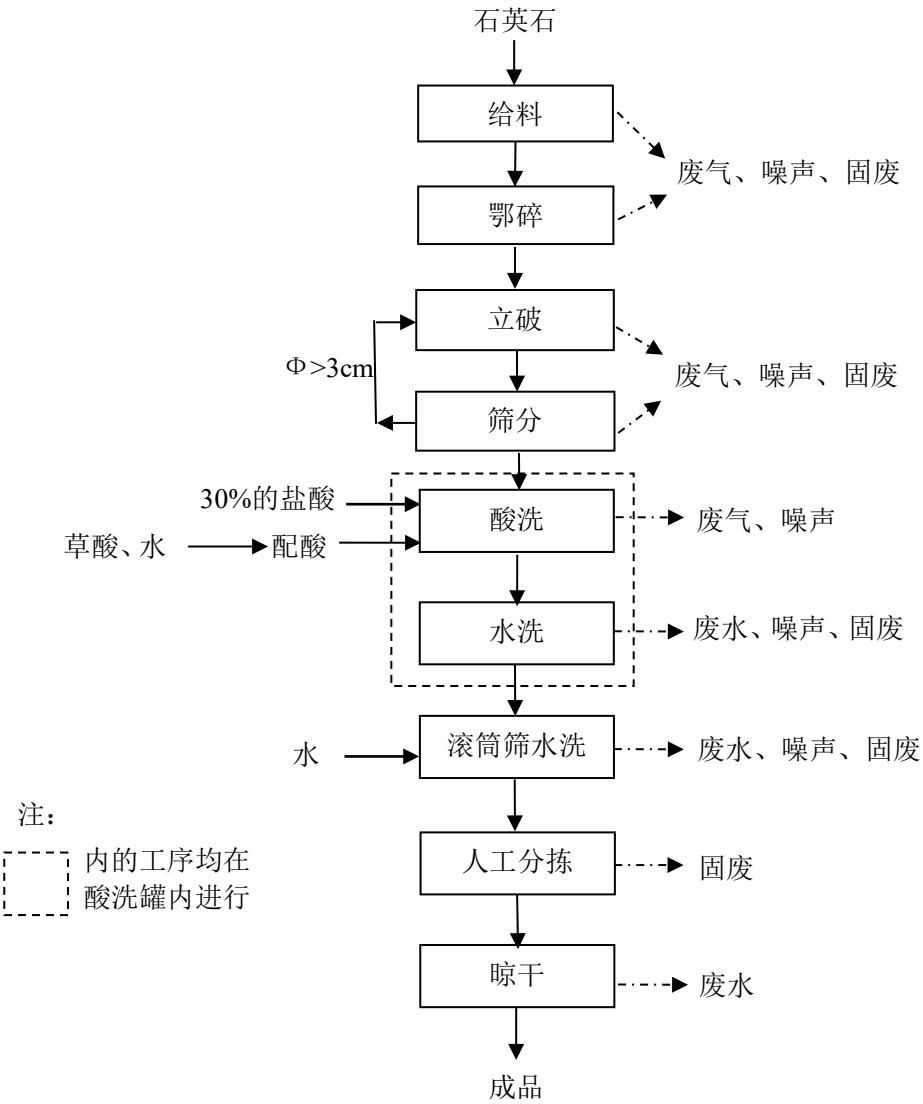 石英石
给料
废气、噪声、固废
鄂碎
立破
Φ>3cm
废气、噪声、固废
筛分
30%的盐酸
酸洗
废气、噪声
草酸、水
配酸
水洗
废水、噪声、固废
水
滚筒筛水洗
废水、噪声、固废
注：
内的工序均在
酸洗罐内进行
人工分拣
固废
晾干
废水
成品